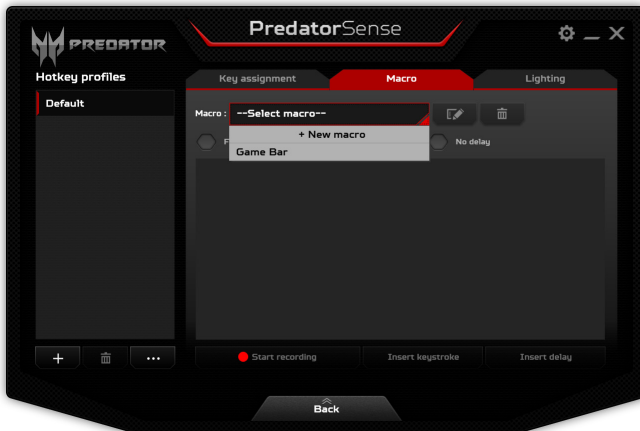 PREDATOR
PredatorSense
Hotkey profiles
Key assignment
Macro
Lighting
Default
Macro : --Select macro--
+ New macro
F
No delay
Game Bar
+
...
Start recording
Insert keystroke
Insert delay
Back